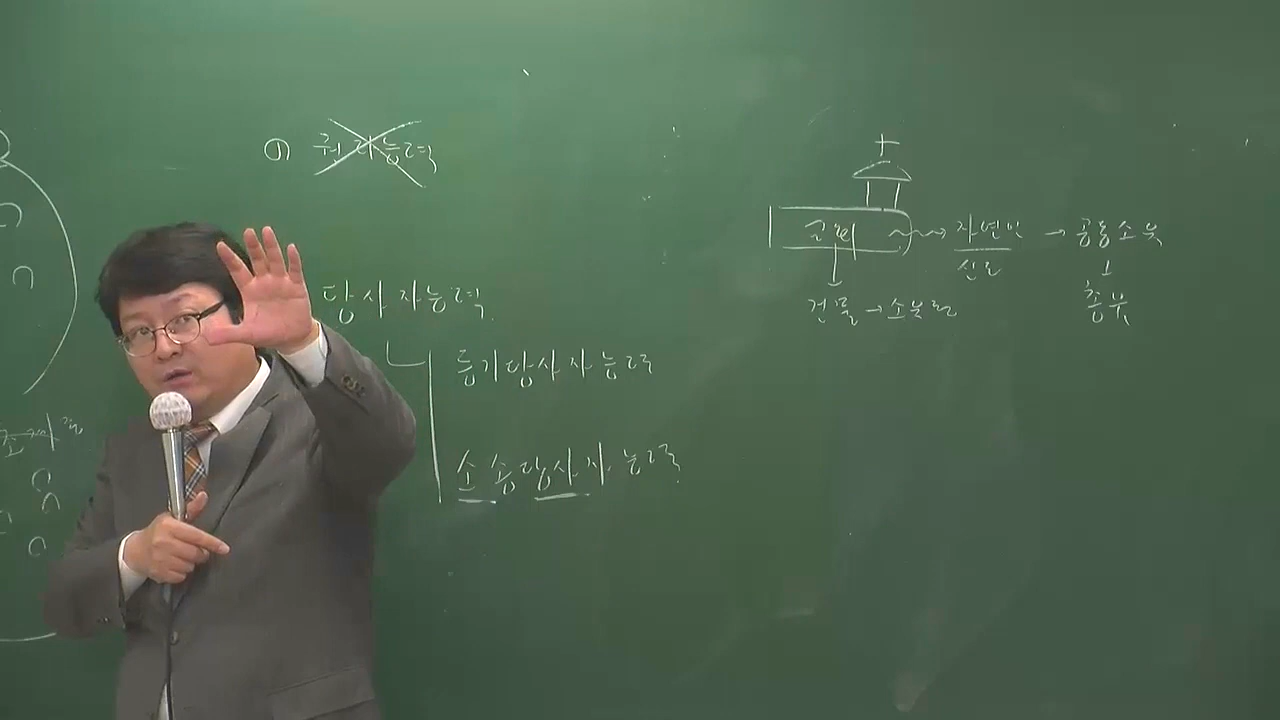 권리능력
당사자능력
등기당사자능력
소송당사자능력
교회 → 자연인 → 공동소유
신도
총유
건물 → 소유권